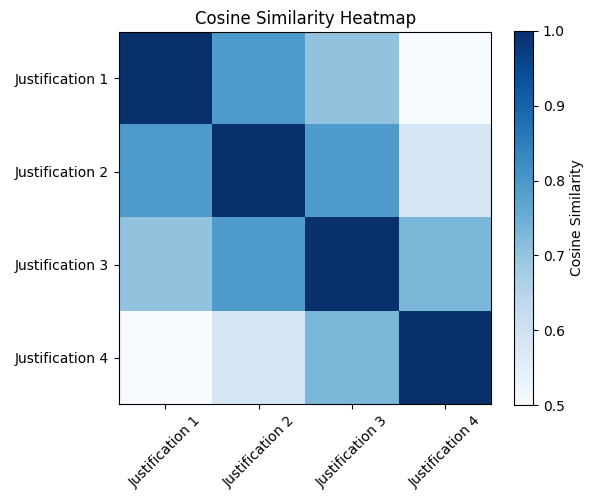 Cosine Similarity Heatmap
Justification 1
Justification 2
Justification 3
Justification 4
Justification 1
Justification 2
Justification 3
Justification 4
1.0
0.9
0.8
0.7
0.6
0.5
Cosine Similarity